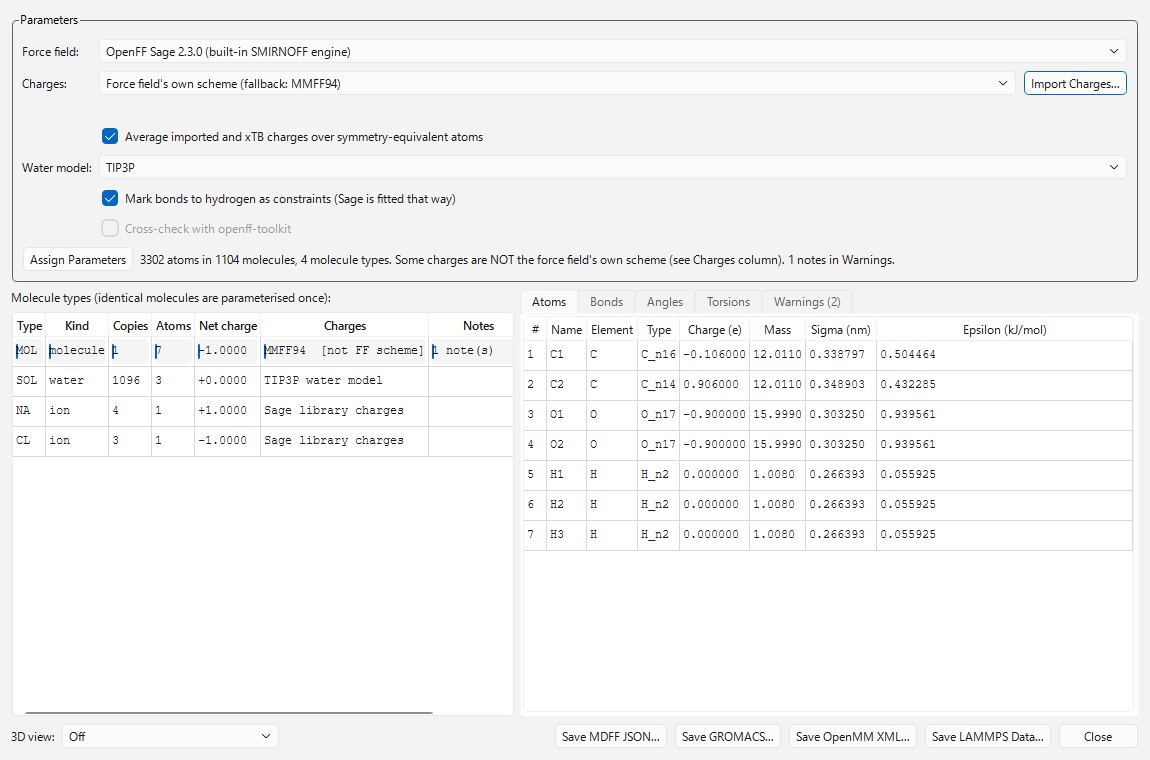 Parameters
Force field: OpenFF Sage 2.3.0 (built-in SMIRNOFF engine)
Charges: Force field's own scheme (fallback: MMFF94) Import Charges...
Average imported and xTB charges over symmetry-equivalent atoms
Water model: TIP3P
Mark bonds to hydrogen as constraints (Sage is fitted that way)
Cross-check with openff-toolkit
Assign Parameters 3302 atoms in 1104 molecules, 4 molecule types. Some charges are NOT the force field's own scheme (see Charges column). 1 notes in Warnings.
Molecule types (identical molecules are parameterised once):
Type Kind Copies Atoms Net charge Charges Notes
MOL molecule 1 7 -1.0000 MMFF94 [not FF scheme] 1 note(s)
SOL water 1096 3 +0.0000 TIP3P water model
NA ion 4 1 +1.0000 Sage library charges
CL ion 3 1 -1.0000 Sage library charges
Atoms Bonds Angles Torsions Warnings (2)
# Name Element Type Charge (e) Mass Sigma (nm) Epsilon (kJ/mol)
1 C1 C C_n16 -0.106000 12.0110 0.338797 0.504464
2 C2 C C_n14 0.906000 12.0110 0.348903 0.432285
3 O1 O O_n17 -0.900000 15.9990 0.303250 0.939561
4 O2 O O_n17 -0.900000 15.9990 0.303250 0.939561
5 H1 H H_n2 0.000000 1.0080 0.266393 0.055925
6 H2 H H_n2 0.000000 1.0080 0.266393 0.055925
7 H3 H H_n2 0.000000 1.0080 0.266393 0.055925
3D view: Off Save MDFF JSON... Save GROMACS... Save OpenMM XML... Save LAMMPS Data... Close